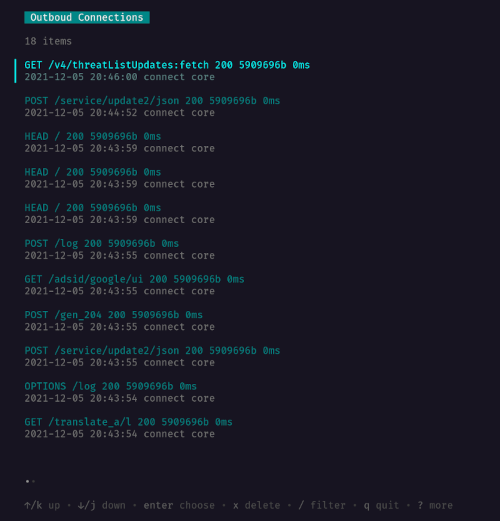 Outboud Connections
18 items
GET /v4/threatListUpdates:fetch 200 5909696b 0ms
2021-12-05 20:46:00 connect core
POST /service/update2/json 200 5909696b 0ms
2021-12-05 20:44:52 connect core
HEAD / 200 5909696b 0ms
2021-12-05 20:43:59 connect core
HEAD / 200 5909696b 0ms
2021-12-05 20:43:59 connect core
HEAD / 200 5909696b 0ms
2021-12-05 20:43:59 connect core
POST /log 200 5909696b 0ms
2021-12-05 20:43:55 connect core
GET /adsid/google/ui 200 5909696b 0ms
2021-12-05 20:43:55 connect core
POST /gen_204 200 5909696b 0ms
2021-12-05 20:43:55 connect core
POST /service/update2/json 200 5909696b 0ms
2021-12-05 20:43:55 connect core
OPTIONS /log 200 5909696b 0ms
2021-12-05 20:43:54 connect core
GET /translate_a/l 200 5909696b 0ms
2021-12-05 20:43:54 connect core
↑/k up • ↓/j down • enter choose • x delete • / filter • q quit • ? more